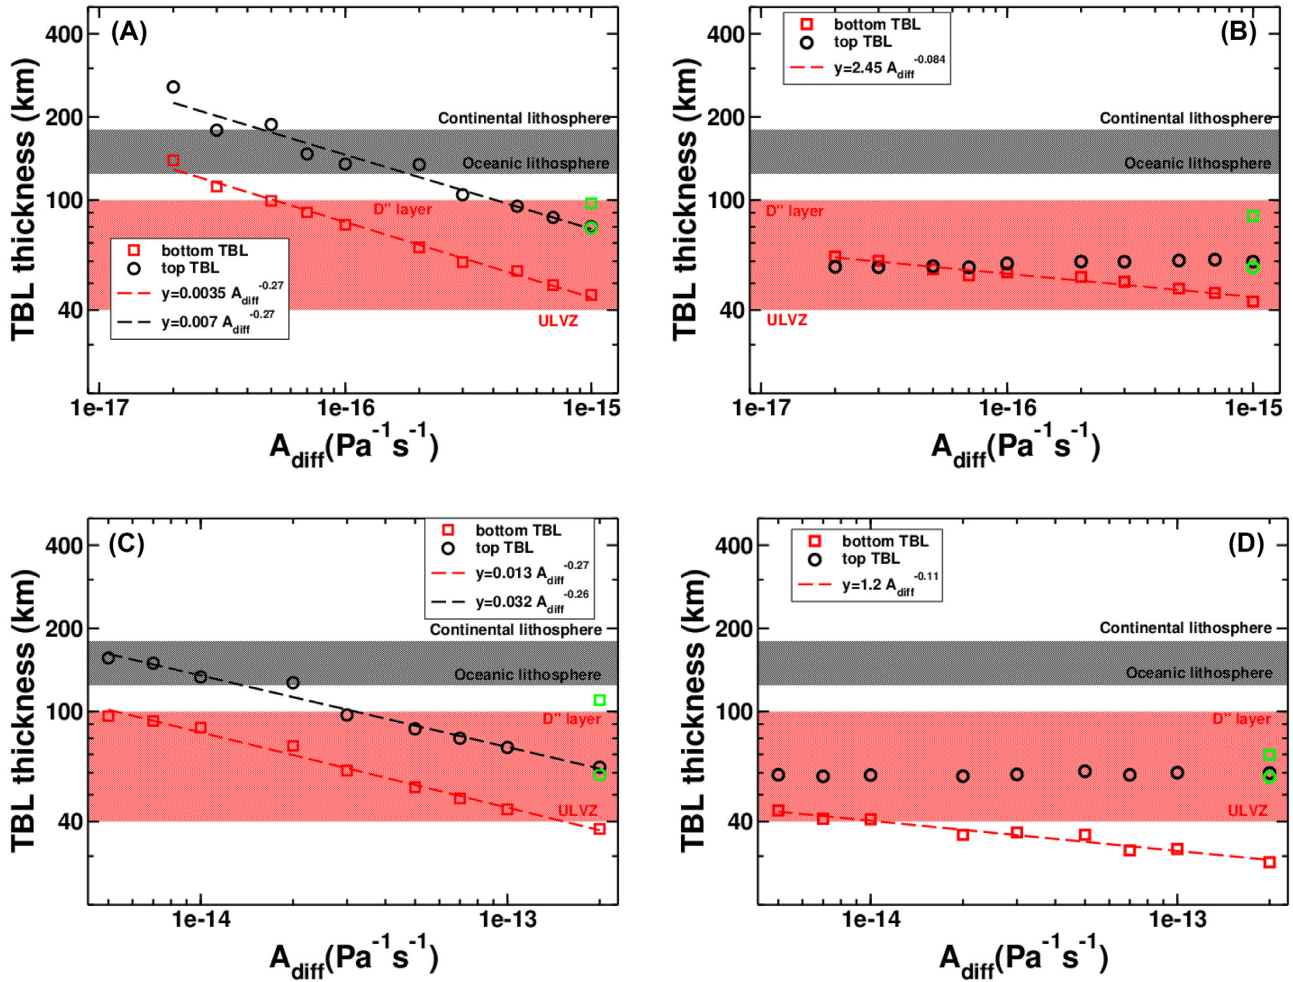 (A)
TBL thickness (km)
400
200
100
40
Continental lithosphere
Oceanic lithosphere
D" layer
bottom TBL
top TBL
y=0.0035 A_diff^-0.27
y=0.007 A_diff^-0.27
ULVZ
1e-17 1e-16 1e-15
A_diff(Pa^-1s^-1)
(B)
TBL thickness (km)
400
200
100
40
bottom TBL
top TBL
y=2.45 A_diff^-0.084
Continental lithosphere
Oceanic lithosphere
D" layer
ULVZ
1e-17 1e-16 1e-15
A_diff(Pa^-1s^-1)
(C)
TBL thickness (km)
400
200
100
40
bottom TBL
top TBL
y=0.013 A_diff^-0.27
y=0.032 A_diff^-0.26
Continental lithosphere
Oceanic lithosphere
D" layer
ULVZ
1e-14 1e-13
A_diff(Pa^-1s^-1)
(D)
TBL thickness (km)
400
200
100
40
bottom TBL
top TBL
y=1.2 A_diff^-0.11
Continental lithosphere
Oceanic lithosphere
D" layer
ULVZ
1e-14 1e-13
A_diff(Pa^-1s^-1)